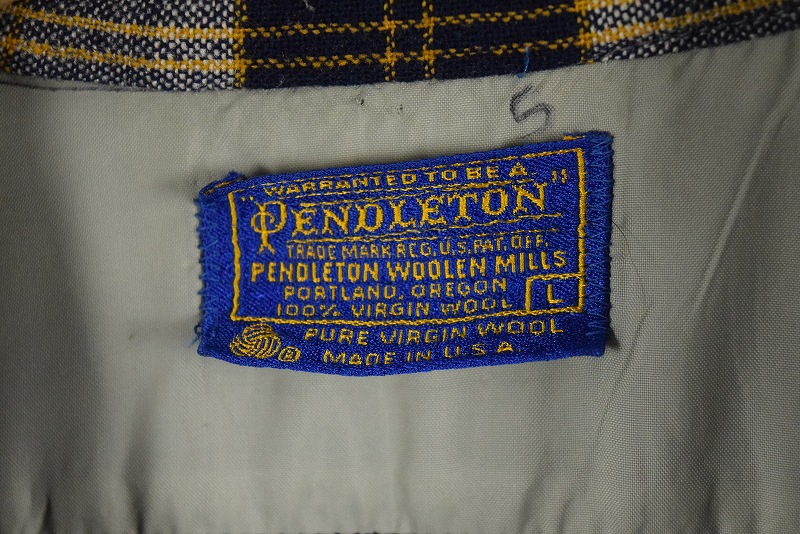 5
WARRANTED TO BE A
"PENDLETON"
TRADE MARK REG. U.S. PAT. OFF.
PENDLETON WOOLEN MILLS
PORTLAND, OREGON
100% VIRGIN WOOL L
PURE VIRGIN WOOL
® MADE IN U.S.A